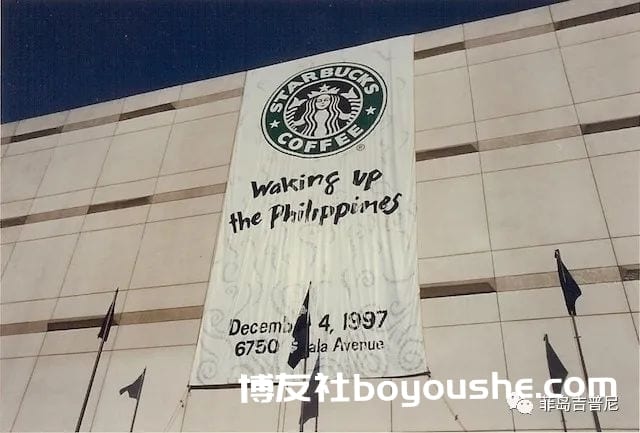 STARBUCKS
COFFEE
®
Waking up
the Philippines
4, 1997
6750
Avenue
博友社boyoushe.com
菲岛吉普尼